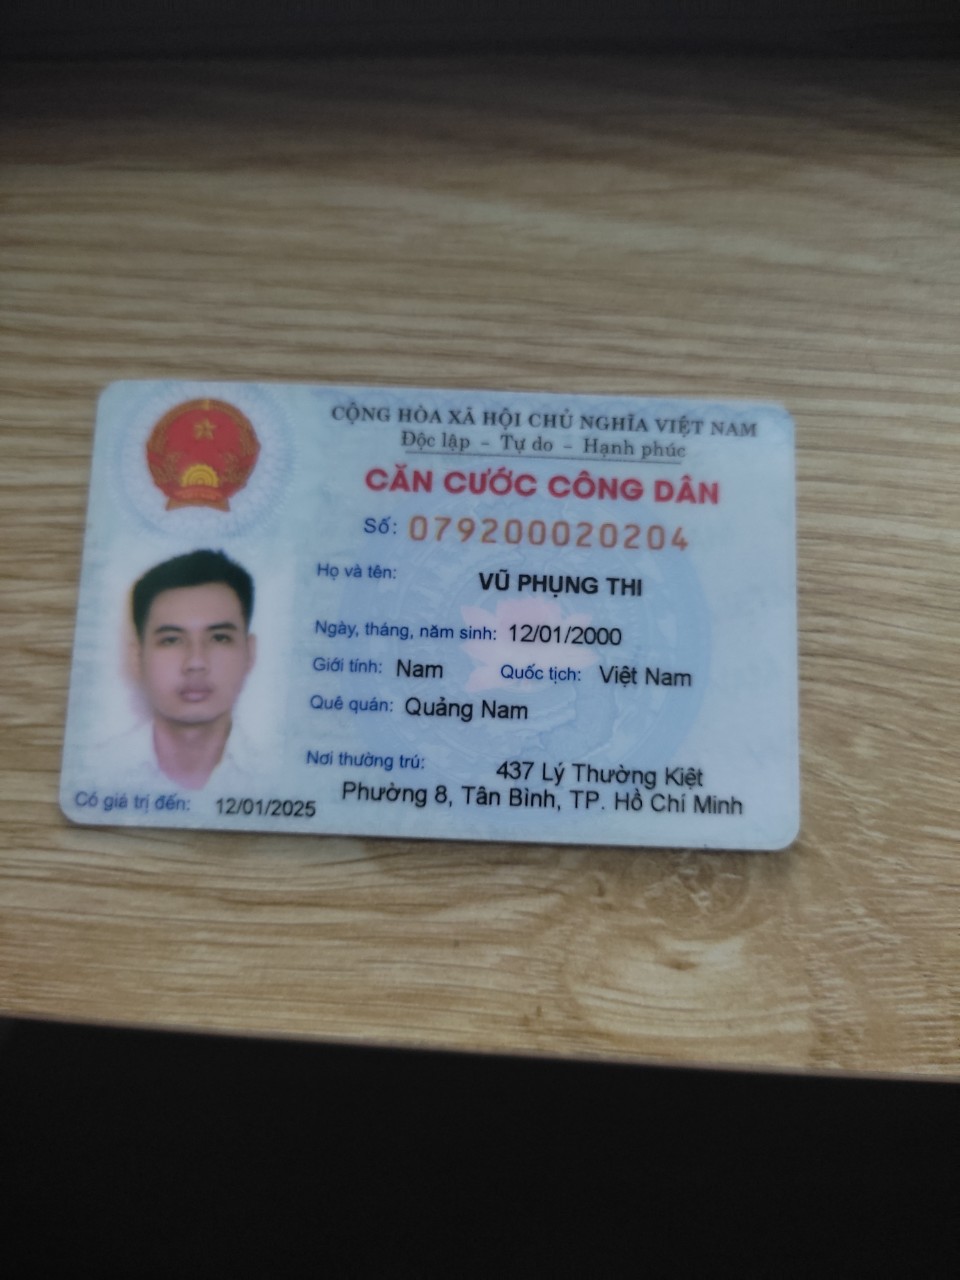 CỘNG HÒA XÃ HỘI CHỦ NGHĨA VIỆT NAM
Độc lập - Tự do - Hạnh phúc
CĂN CƯỚC CÔNG DÂN
Số: 079200020204
Họ và tên: VŨ PHỤNG THI
Ngày, tháng, năm sinh: 12/01/2000
Giới tính: Nam Quốc tịch: Việt Nam
Quê quán: Quảng Nam
Nơi thường trú: 437 Lý Thường Kiệt
Phường 8, Tân Bình, TP. Hồ Chí Minh
Có giá trị đến: 12/01/2025